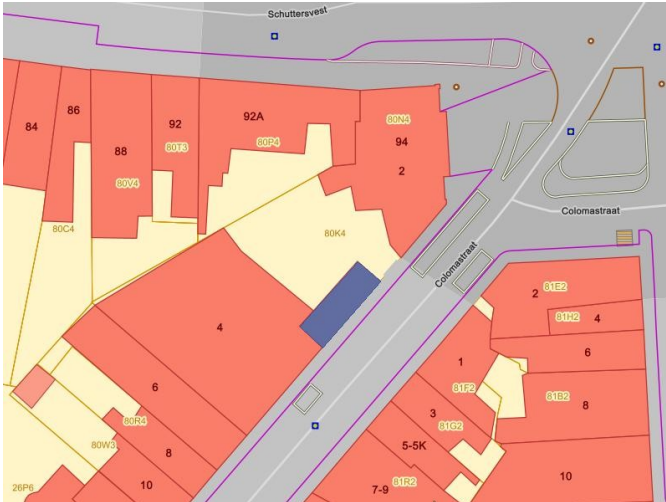 Schuttersvest
84
86
88
80V4
92
80T3
92A
80P4
80N4
94
2
80C4
80K4
Colomastraat
Colomastraat
4
6
80R4
80W3
8
10
26P6
2
81E2
81H2
4
6
1
81F2
3
81G2
5-5K
81B2
8
7-9
81R2
10